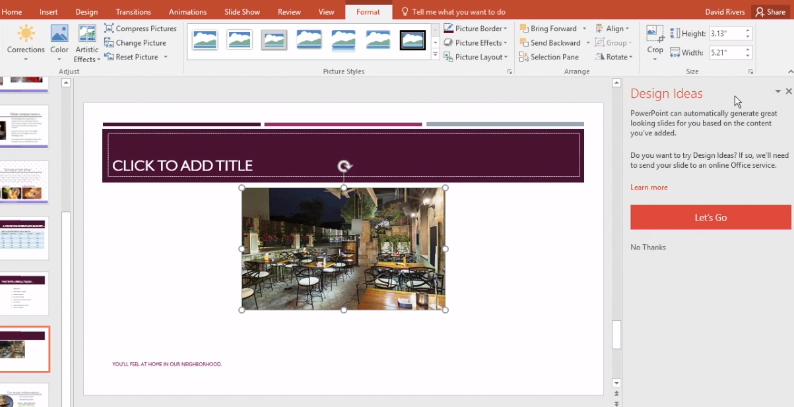 Home Insert Design Transitions Animations Slide Show Review View Format Tell me what you want to do David Rivers Share
Corrections Color Artistic Effects Compress Pictures Change Picture Reset Picture
Picture Border Picture Effects Picture Layout
Bring Forward Send Backward Selection Pane Align Group Rotate
Crop Height: 3.13" Width: 5.21"
Adjust Picture Styles Arrange Size
CLICK TO ADD TITLE
YOU'LL FEEL AT HOME IN OUR NEIGHBORHOOD.
Design Ideas
PowerPoint can automatically generate great
looking slides for you based on the content
you've added.
Do you want to try Design Ideas? If so, we'll need
to send your slide to an online Office service.
Learn more
Let's Go
No Thanks